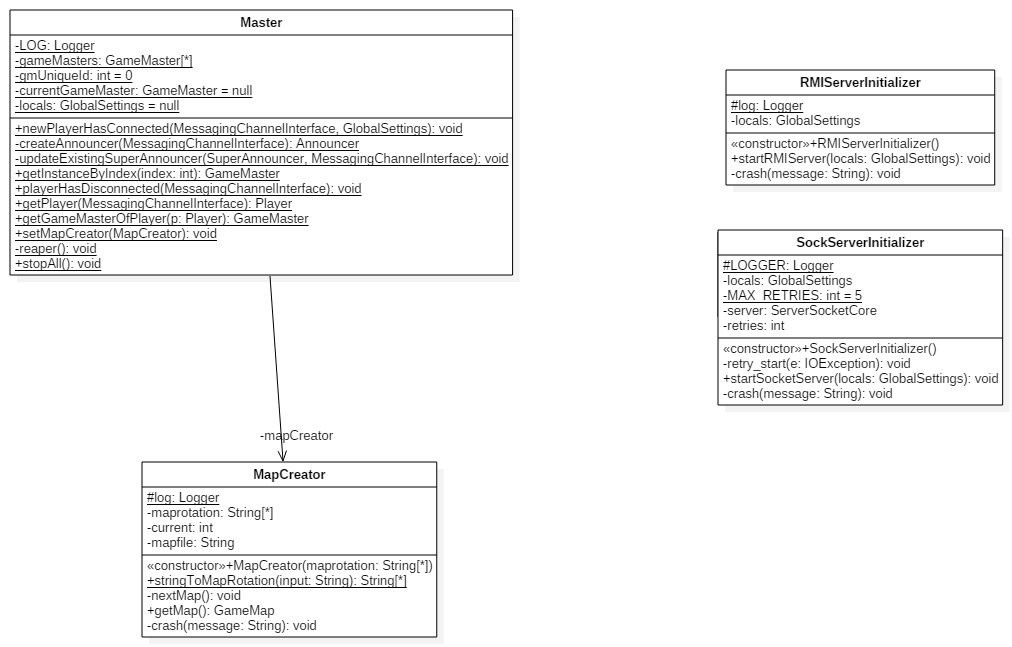 Master
-LOG: Logger
-gameMasters: GameMaster[*]
-gmUniqueId: int = 0
-currentGameMaster: GameMaster = null
-locals: GlobalSettings = null
+newPlayerHasConnected(MessagingChannelInterface, GlobalSettings): void
-createAnnouncer(MessagingChannelInterface): Announcer
-updateExistingSuperAnnouncer(SuperAnnouncer, MessagingChannelInterface): void
+getInstanceByIndex(index: int): GameMaster
+playerHasDisconnected(MessagingChannelInterface): void
+getPlayer(MessagingChannelInterface): Player
+getGameMasterOfPlayer(p: Player): GameMaster
+setMapCreator(MapCreator): void
-reaper(): void
+stopAll(): void
RMIServerInitializer
#log: Logger
-locals: GlobalSettings
«constructor»+RMIServerInitializer()
+startRMIServer(locals: GlobalSettings): void
-crash(message: String): void
SockServerInitializer
#LOGGER: Logger
-locals: GlobalSettings
-MAX_RETRIES: int = 5
-server: ServerSocketCore
-retries: int
«constructor»+SockServerInitializer()
-retry_start(e: IOException): void
+startSocketServer(locals: GlobalSettings): void
-crash(message: String): void
-mapCreator
MapCreator
#log: Logger
-maprotation: String[*]
-current: int
-mapfile: String
«constructor»+MapCreator(maprotation: String[*])
+stringToMapRotation(input: String): String[*]
-nextMap(): void
+getMap(): GameMap
-crash(message: String): void